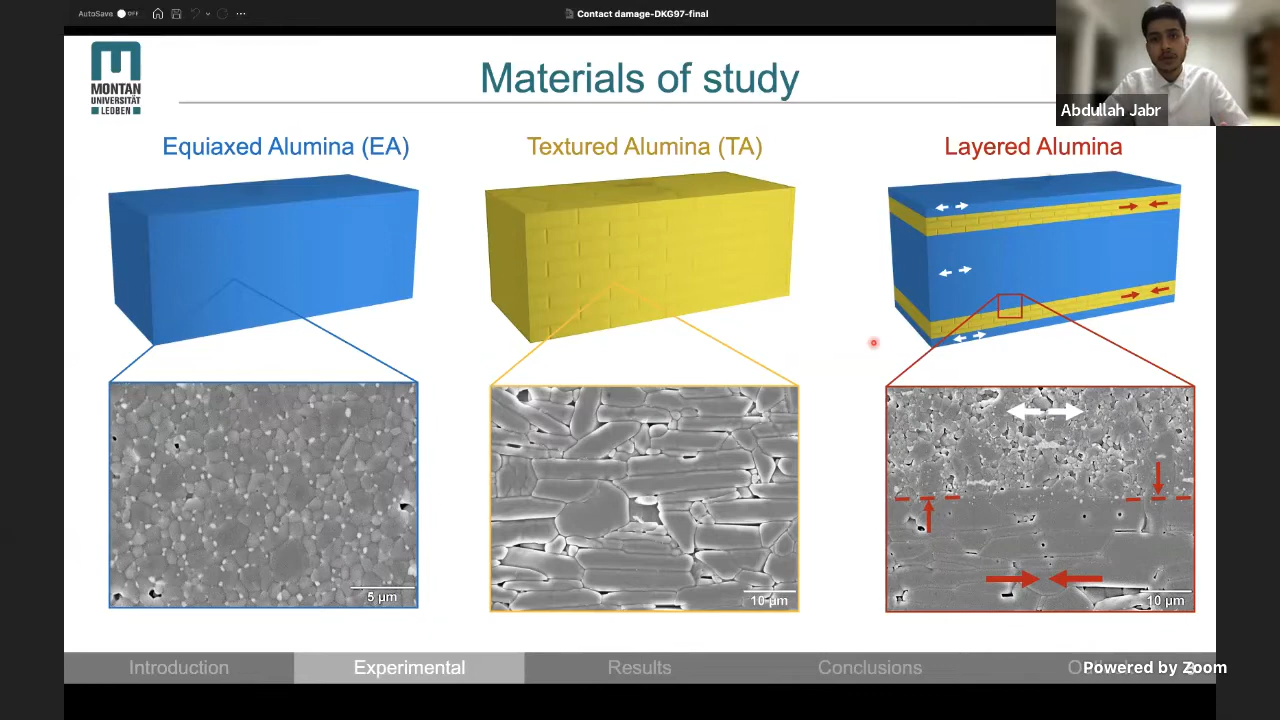 AutoSave OFF
Contact damage-DKG97-final
MONTAN
UNIVERSITÄT
LEOBEN
Materials of study
Abdullah Jabr
Equiaxed Alumina (EA)
Textured Alumina (TA)
Layered Alumina
5 µm
10 µm
10 µm
Introduction
Experimental
Results
Conclusions
Powered by Zoom